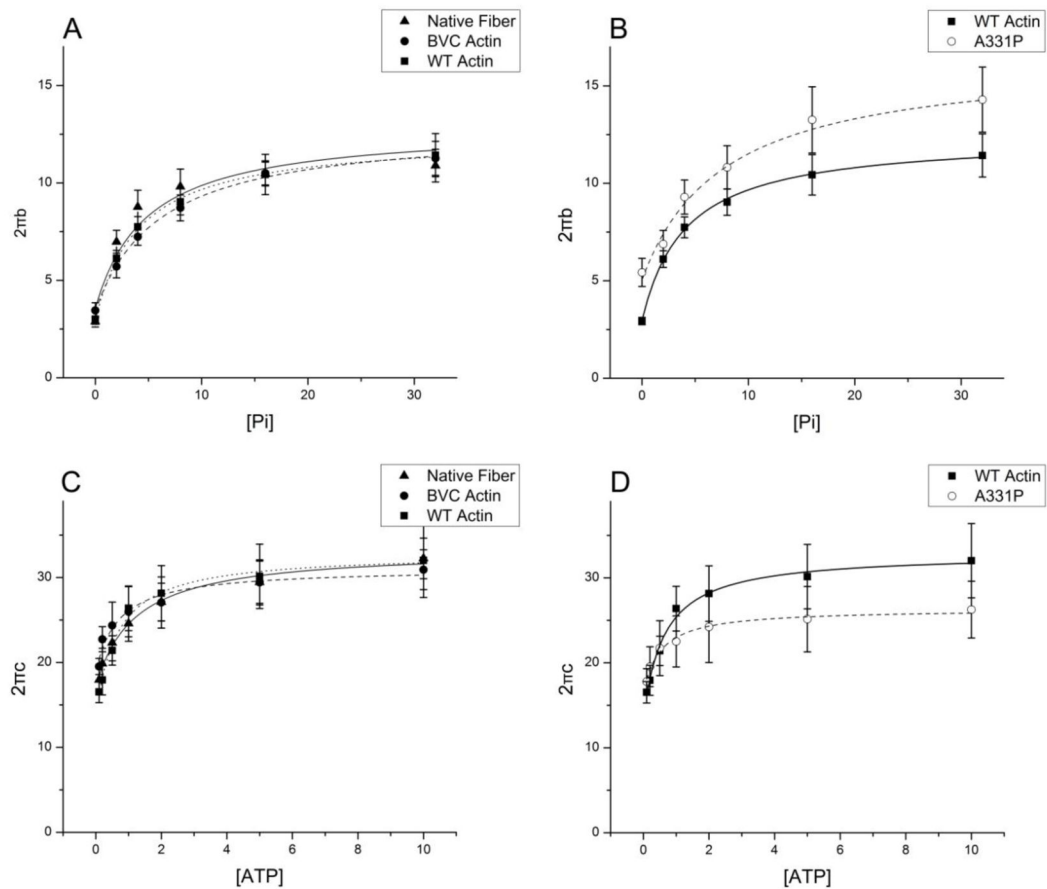 A
Native Fiber
BVC Actin
WT Actin
15
10
5
0
2πb
0 10 20 30
[Pi]
B
WT Actin
A331P
15
10
5
0
2πb
0 10 20 30
[Pi]
C
Native Fiber
BVC Actin
WT Actin
30
20
10
0
2πc
0 2 4 6 8 10
[ATP]
D
WT Actin
A331P
30
20
10
0
2πc
0 2 4 6 8 10
[ATP]